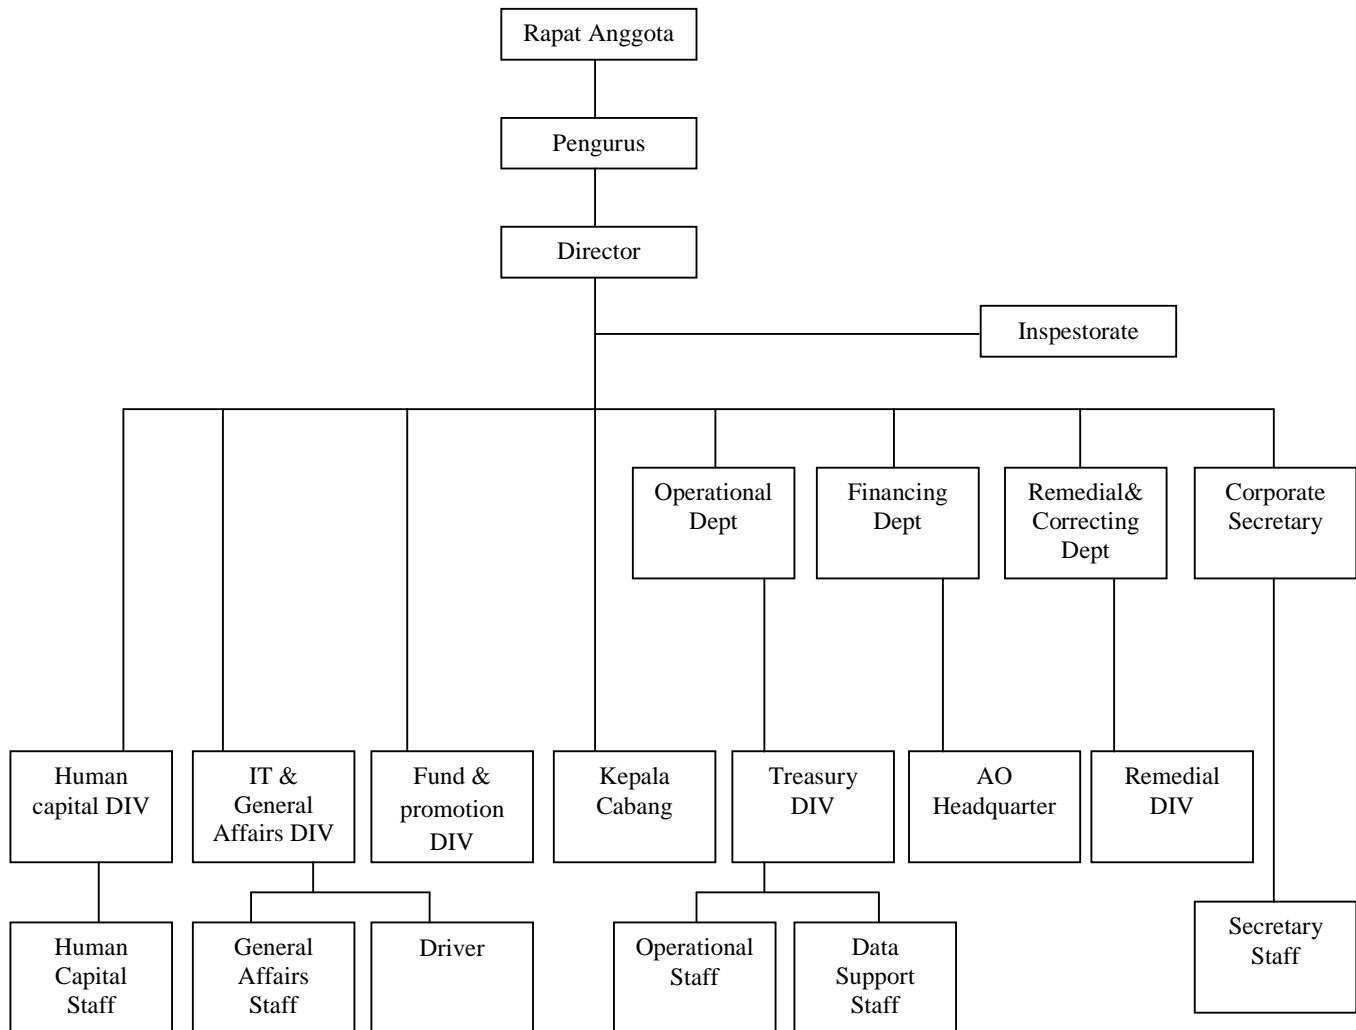 Rapat Anggota
Pengurus
Director
Inspestorate
Operational
Dept
Financing
Dept
Remedial&
Correcting
Dept
Corporate
Secretary
Human
capital DIV
IT &
General
Affairs DIV
Fund &
promotion
DIV
Kepala
Cabang
Treasury
DIV
AO
Headquarter
Remedial
DIV
Human
Capital
Staff
General
Affairs
Staff
Driver
Operational
Staff
Data
Support
Staff
Secretary
Staff